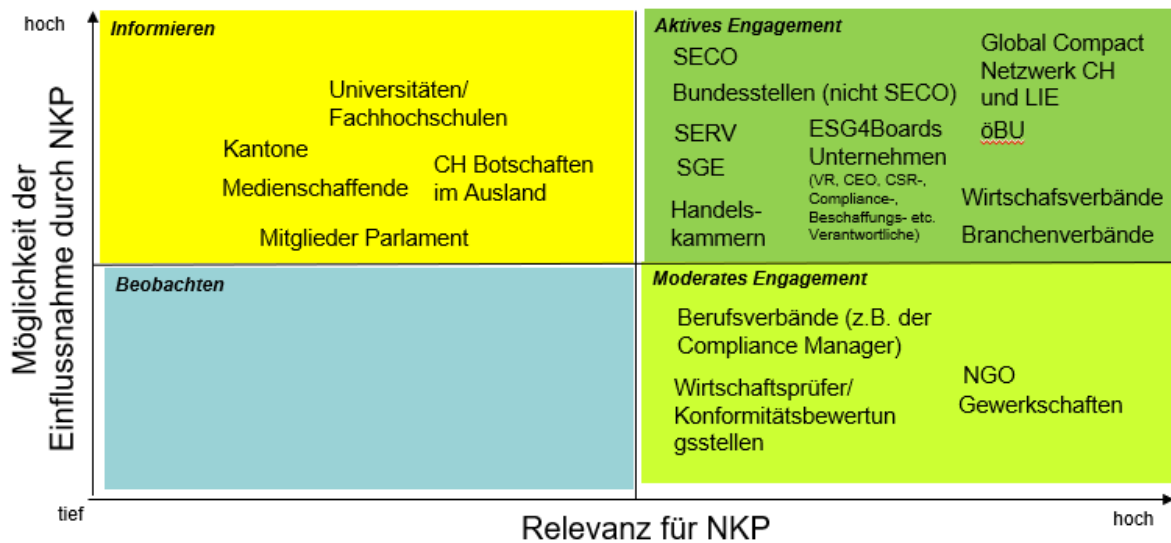 hoch
Möglichkeit der
Einflussnahme durch NKP
Informieren
Universitäten/
Fachhochschulen
Kantone
Medienschaffende
CH Botschaften
im Ausland
Mitglieder Parlament
Aktives Engagement
SECO
Bundesstellen (nicht SECO)
SERV
SGE
Handels-
kammern
ESG4Boards
Unternehmen
(VR, CEO, CSR-,
Compliance-,
Beschaffungs- etc.
Verantwortliche)
Global Compact
Netzwerk CH
und LIE
öBU
Wirtschafsverbände
Branchenverbände
Beobachten
Moderates Engagement
Berufsverbände (z.B. der
Compliance Manager)
Wirtschaftsprüfer/
Konformitätsbewertun
gsstellen
NGO
Gewerkschaften
tief
Relevanz für NKP
hoch